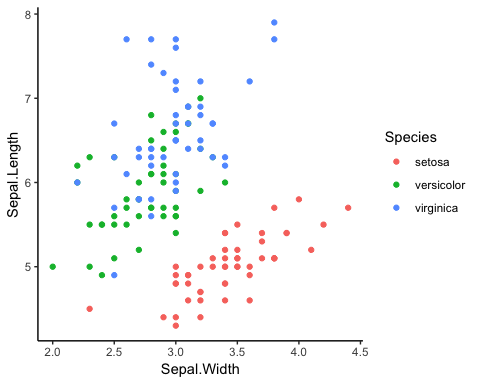 8
7
6
5
Sepal.Length
2.0 2.5 3.0 3.5 4.0 4.5
Sepal.Width
Species
setosa
versicolor
virginica